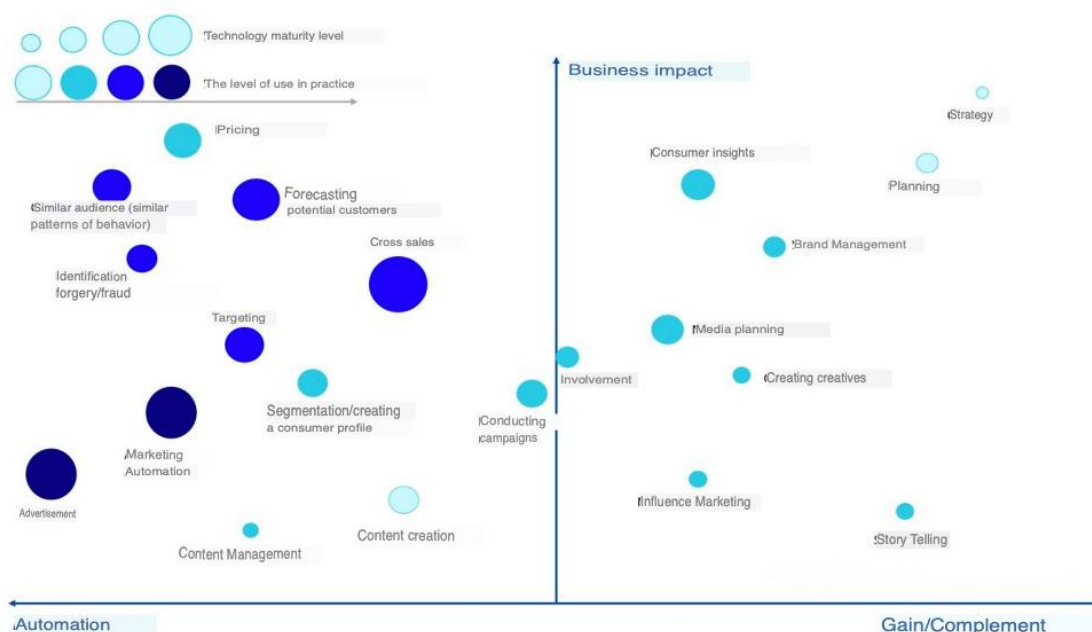 Technology maturity level
The level of use in practice
Business impact
Strategy
Pricing
Consumer insights
Planning
Similar audience (similar
patterns of behavior)
Forecasting
potential customers
Cross sales
Brand Management
Identification
forgery/fraud
Targeting
Media planning
Involvement
Creating creatives
Segmentation/creating
a consumer profile
Conducting
campaigns
Marketing
Automation
Advertisement
Influence Marketing
Content creation
Story Telling
Content Management
Automation
Gain/Complement